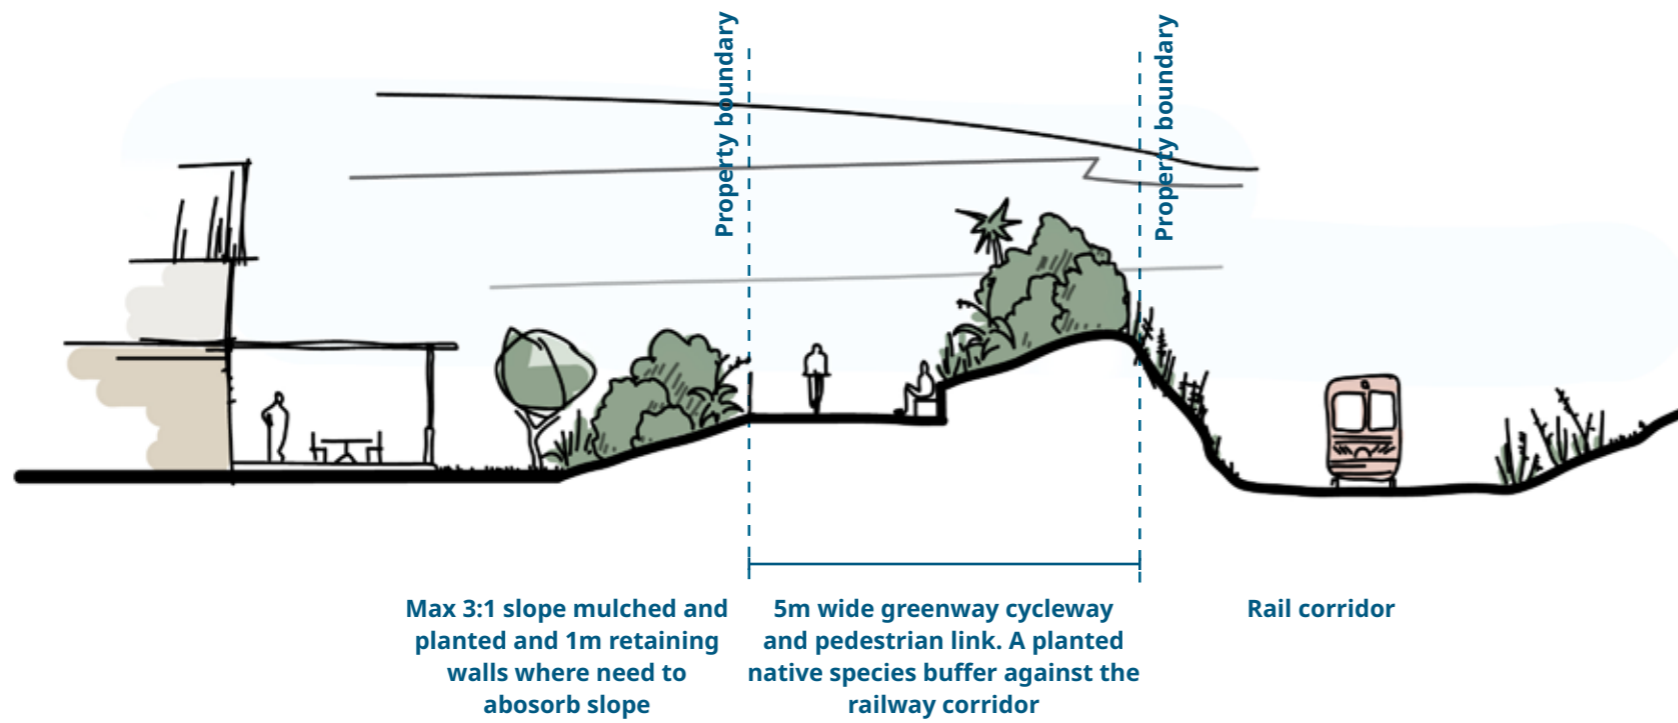 Property boundary
Property boundary
Max 3:1 slope mulched and
planted and 1m retaining
walls where need to
abosorb slope
5m wide greenway cycleway
and pedestrian link. A planted
native species buffer against the
railway corridor
Rail corridor